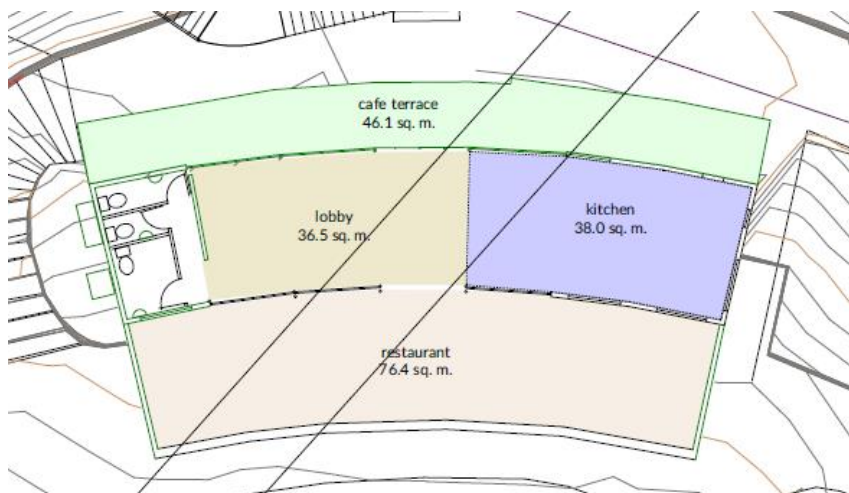 cafe terrace
46.1 sq. m.
lobby
36.5 sq. m.
kitchen
38.0 sq. m.
restaurant
76.4 sq. m.